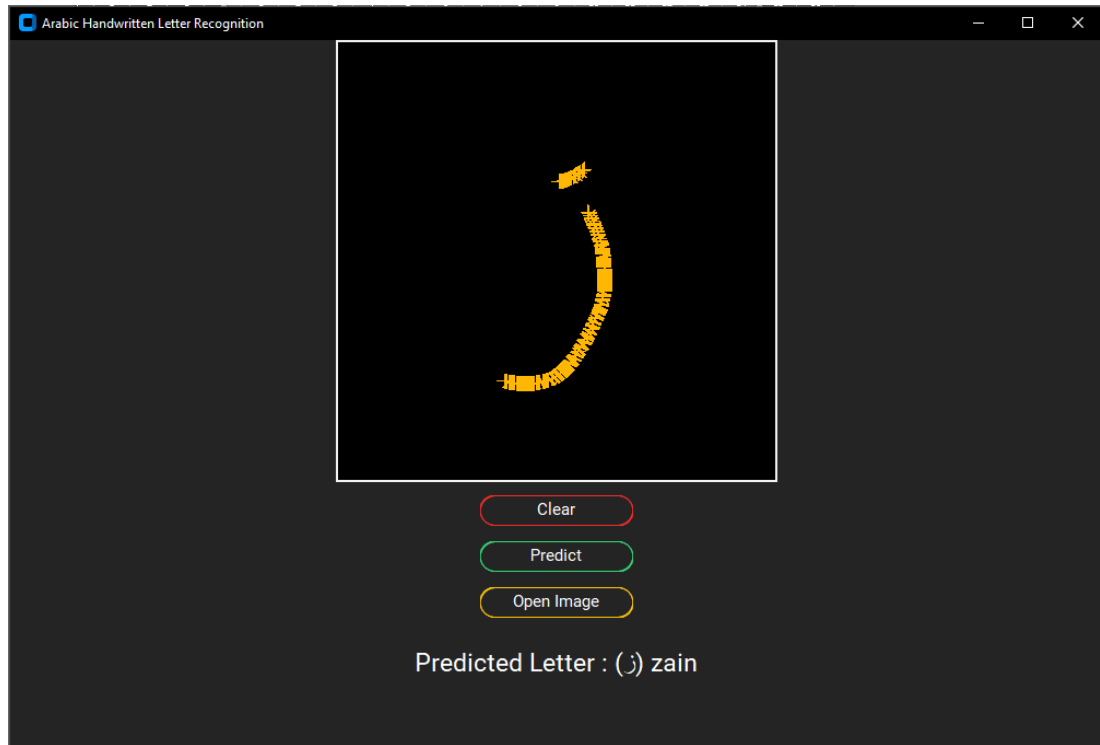 Arabic Handwritten Letter Recognition
ز
Clear
Predict
Open Image
Predicted Letter : (ز) zain